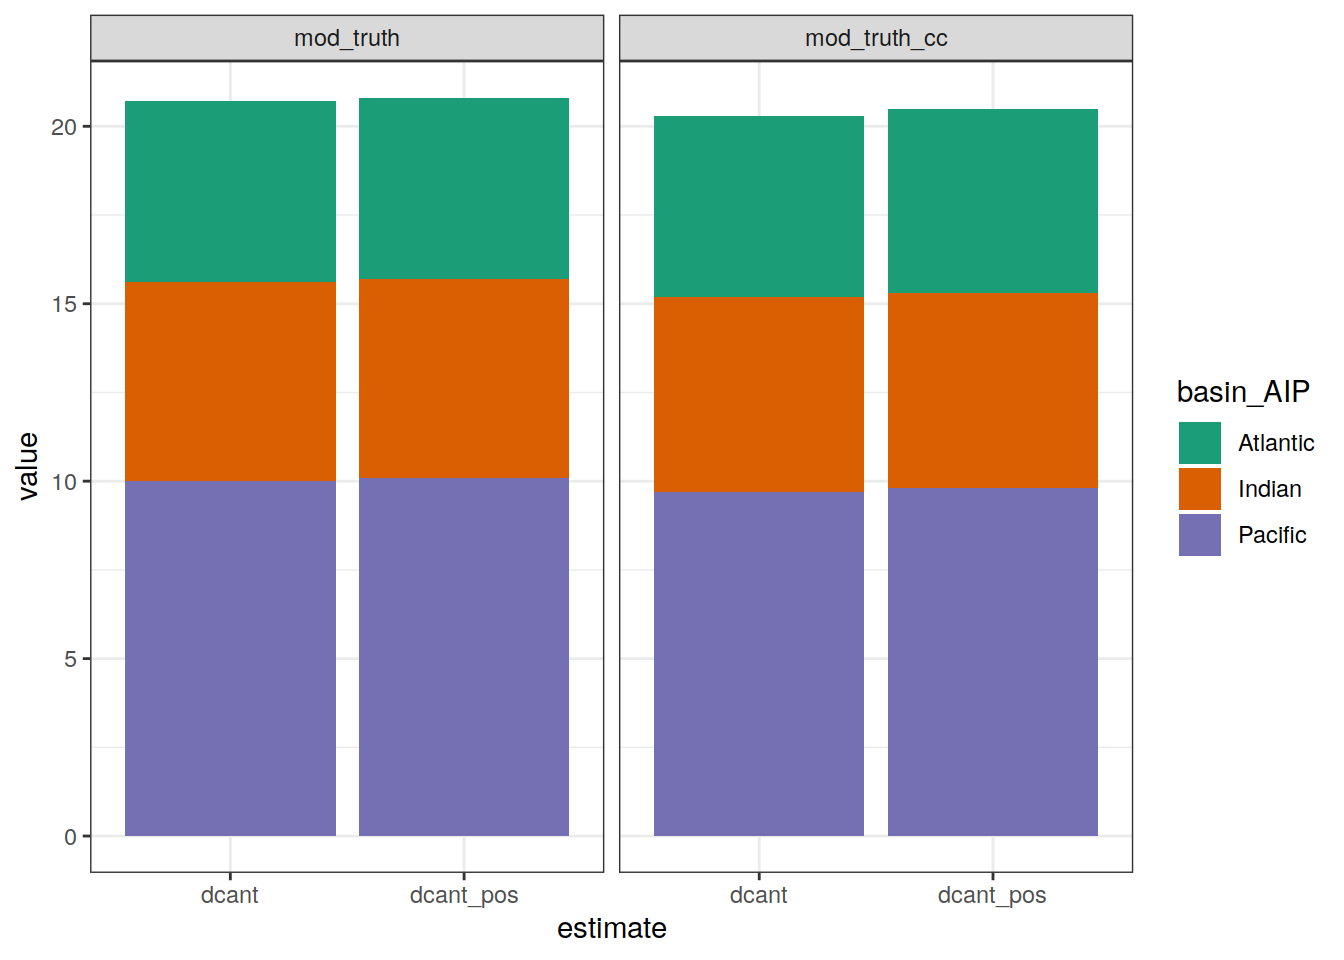 mod_truth
mod_truth_cc
20
15
10
5
0
value
dcant
dcant_pos
dcant
dcant_pos
estimate
basin_AIP
Atlantic
Indian
Pacific